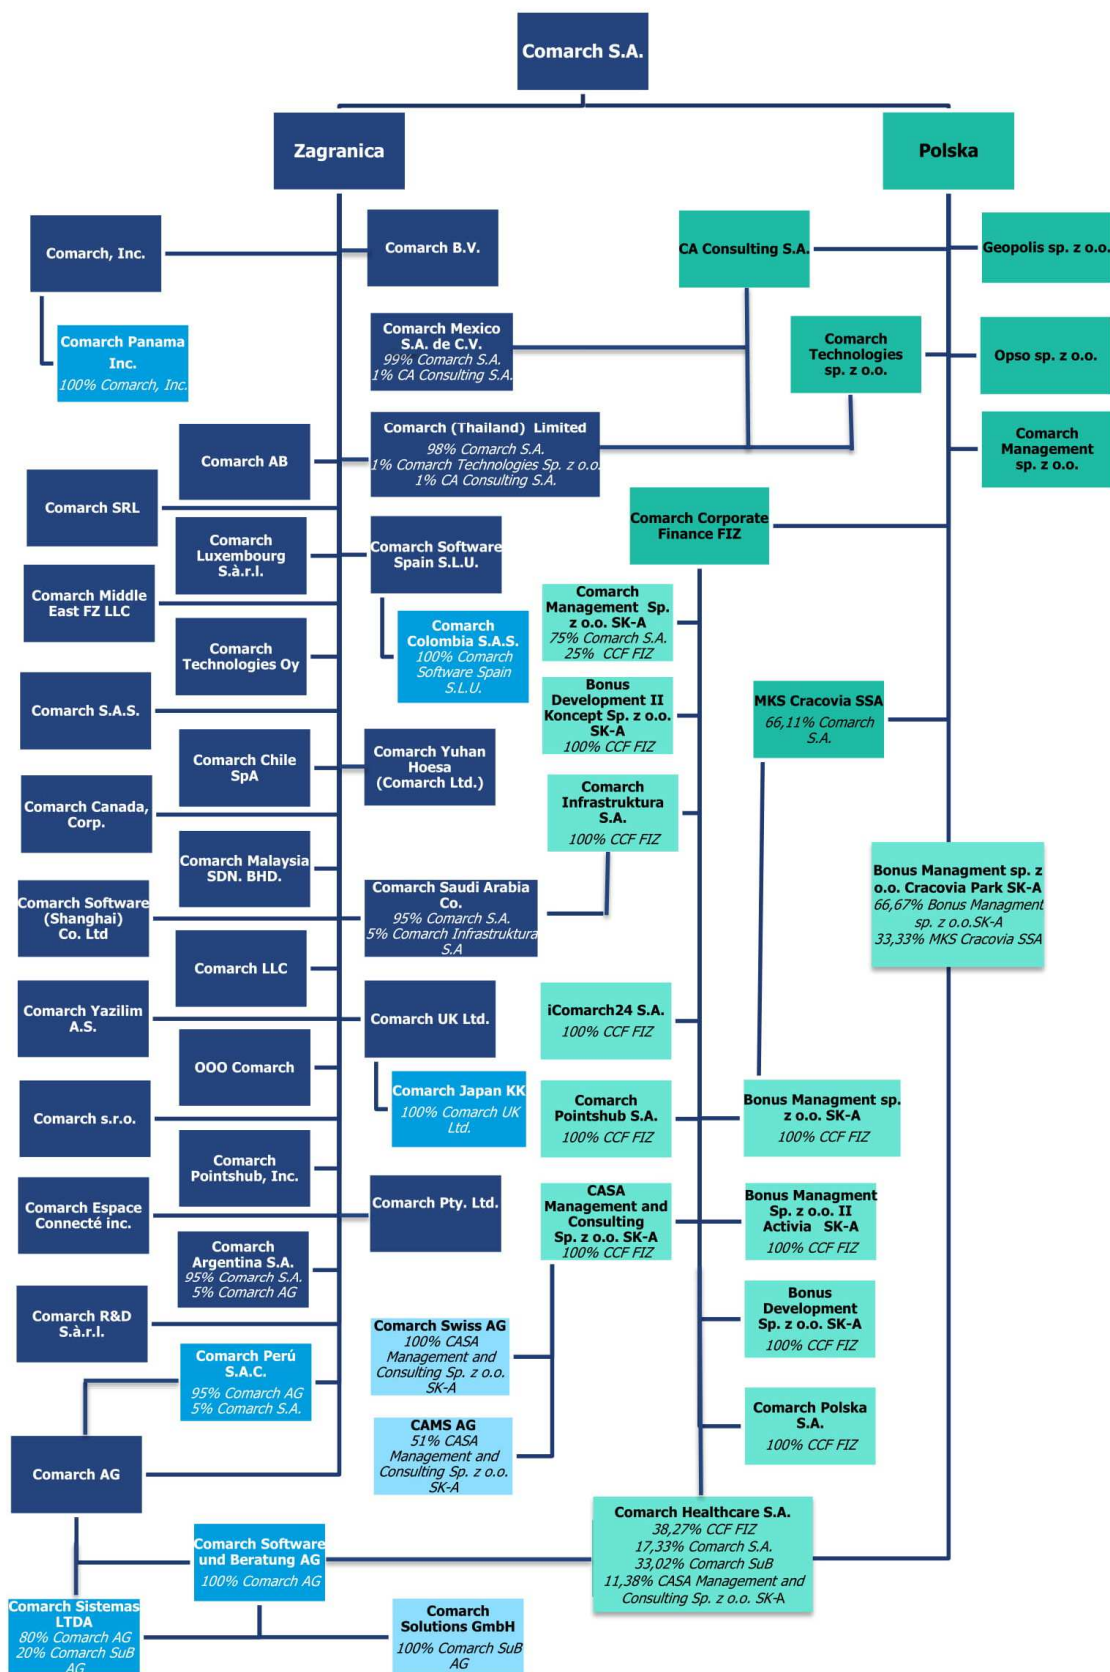 Comarch S.A.
Zagranica
Polska
Comarch, Inc.
Comarch B.V.
CA Consulting S.A.
Geopolis sp. z o.o.
Comarch Panama
Inc.
100% Comarch, Inc.
Comarch Mexico
S.A. de C.V.
99% Comarch S.A.
1% CA Consulting S.A.
Comarch
Technologies
sp. z o.o.
Opso sp. z o.o.
Comarch AB
Comarch (Thailand) Limited
98% Comarch S.A.
1% Comarch Technologies Sp. z o.o.
1% CA Consulting S.A.
Comarch
Management
sp. z o.o.
Comarch SRL
Comarch
Luxembourg
S.à.r.l.
Comarch Software
Spain S.L.U.
Comarch Corporate
Finance FIZ
Comarch Middle
East FZ LLC
Comarch
Colombia S.A.S.
100% Comarch
Software Spain
S.L.U.
Comarch
Management Sp.
z o.o. SK-A
75% Comarch S.A.
25% CCF FIZ
Comarch
Technologies Oy
Comarch S.A.S.
Bonus
Development II
Koncept Sp. z o.o.
SK-A
100% CCF FIZ
MKS Cracovia SSA
66,11% Comarch
S.A.
Comarch Chile
SpA
Comarch Yuhan
Hoesa
(Comarch Ltd.)
Comarch
Infrastruktura
S.A.
100% CCF FIZ
Comarch Canada,
Corp.
Comarch Malaysia
SDN. BHD.
Comarch Software
(Shanghai)
Co. Ltd
Comarch Saudi Arabia
Co.
95% Comarch S.A.
5% Comarch Infrastruktura
S.A
Bonus Managment sp. z
o.o. Cracovia Park SK-A
66,67% Bonus Managment
sp. z o.o.SK-A
33,33% MKS Cracovia SSA
Comarch LLC
Comarch Yazilim
A.S.
Comarch UK Ltd.
iComarch24 S.A.
100% CCF FIZ
OOO Comarch
Comarch Japan KK
100% Comarch UK
Ltd.
Comarch s.r.o.
Comarch
Pointshub S.A.
100% CCF FIZ
Bonus Managment sp.
z o.o. SK-A
100% CCF FIZ
Comarch
Pointshub, Inc.
Comarch Espace
Connecté inc.
Comarch Pty. Ltd.
CASA
Management and
Consulting
Sp. z o.o. SK-A
100% CCF FIZ
Bonus Managment
Sp. z o.o. II
Activia SK-A
100% CCF FIZ
Comarch
Argentina S.A.
95% Comarch S.A.
5% Comarch AG
Comarch R&D
S.à.r.l.
Comarch Swiss AG
100% CASA
Management and
Consulting Sp. z o.o.
SK-A
Bonus
Development
Sp. z o.o. SK-A
100% CCF FIZ
Comarch Perú
S.A.C.
95% Comarch AG
5% Comarch S.A.
Comarch Polska
S.A.
100% CCF FIZ
CAMS AG
51% CASA
Management and
Consulting Sp. z o.o.
SK-A
Comarch AG
Comarch Healthcare S.A.
38,27% CCF FIZ
17,33% Comarch S.A.
33,02% Comarch SuB
11,38% CASA Management and
Consulting Sp. z o.o. SK-A
Comarch Software
und Beratung AG
100% Comarch AG
Comarch Sistemas
LTDA
80% Comarch AG
20% Comarch SuB
AG
Comarch
Solutions GmbH
100% Comarch SuB
AG